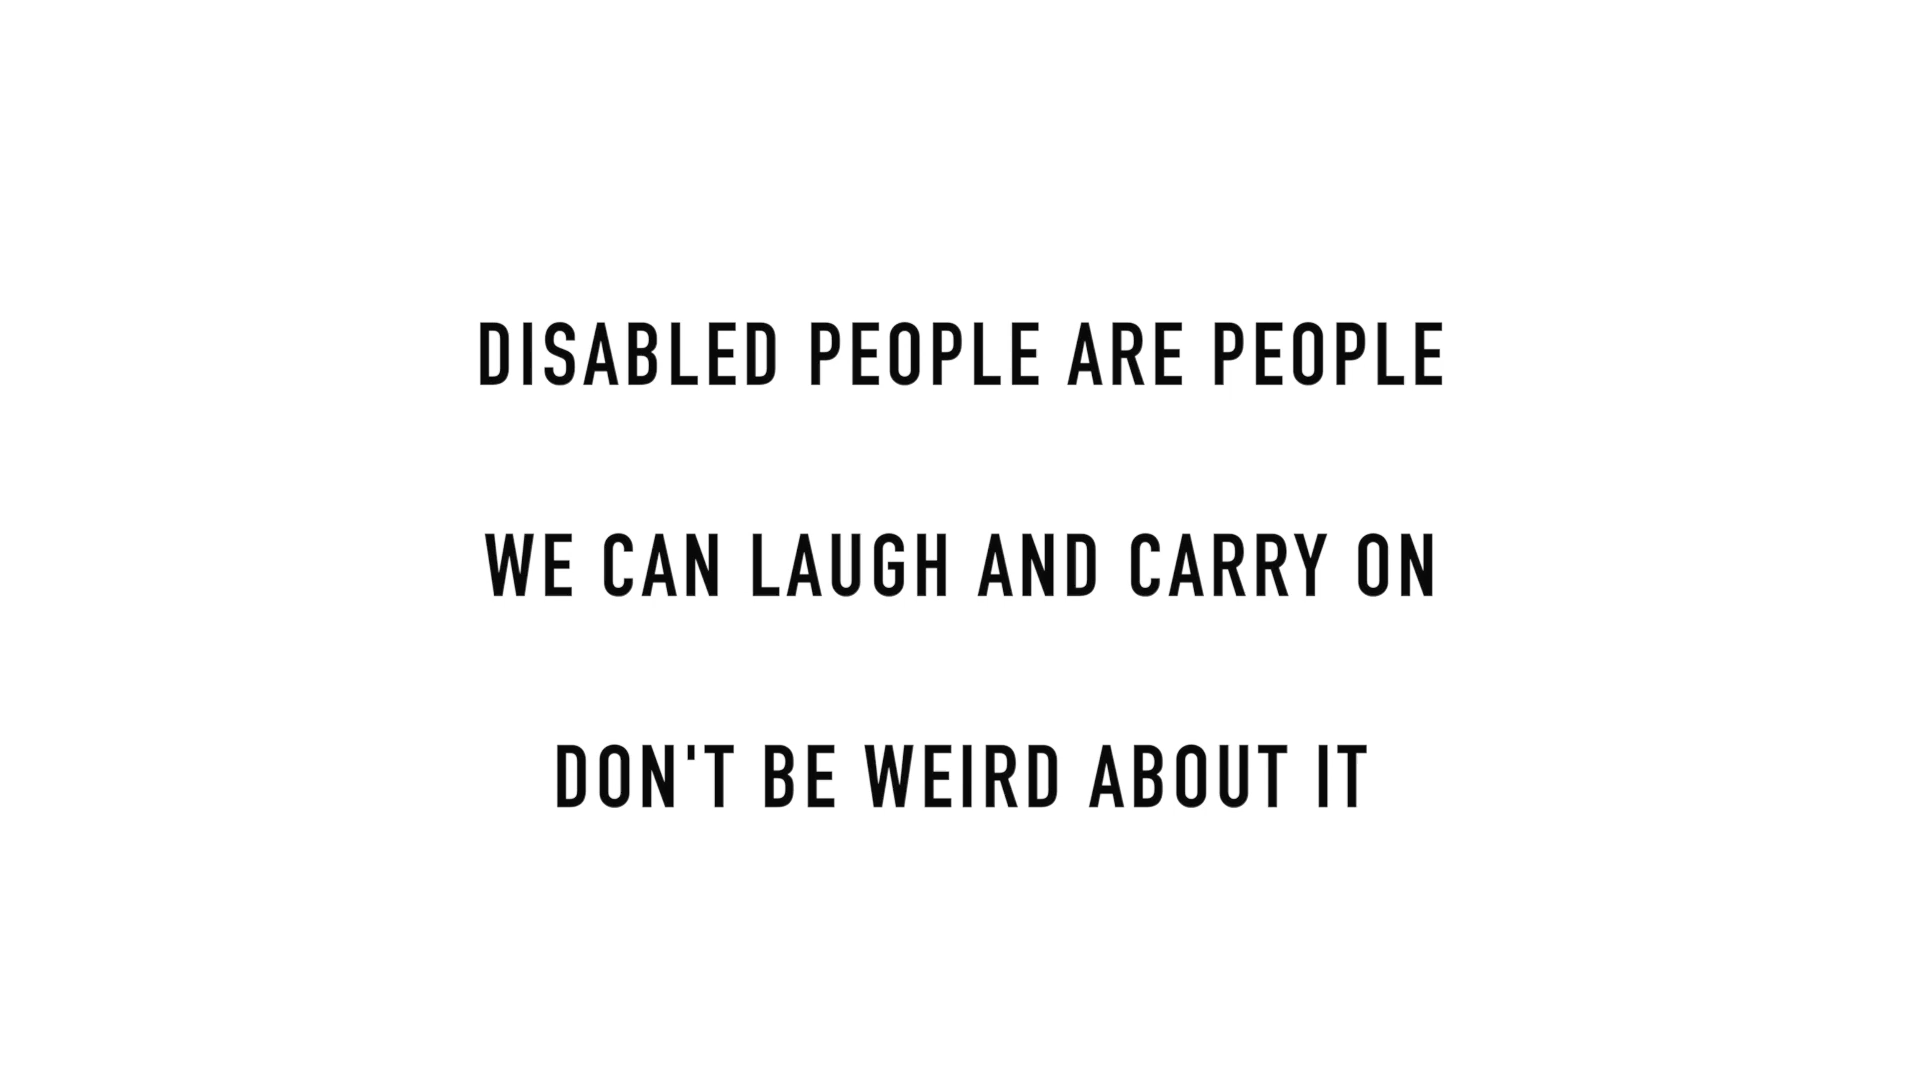 DISABLED PEOPLE ARE PEOPLE
WE CAN LAUGH AND CARRY ON
DON'T BE WEIRD ABOUT IT